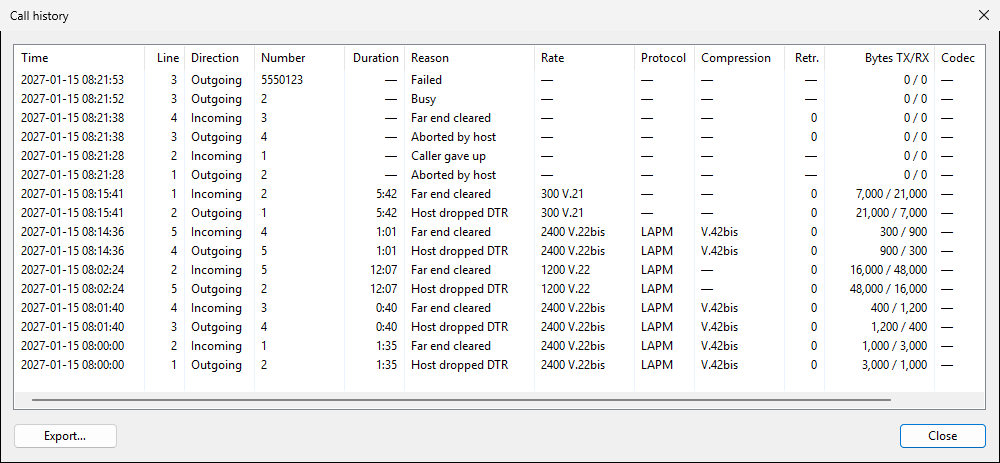 Call history
Time Line Direction Number Duration Reason Rate Protocol Compression Retr. Bytes TX/RX Codec
2027-01-15 08:21:53 3 Outgoing 5550123 — Failed — — — — 0 / 0 —
2027-01-15 08:21:52 3 Outgoing 2 — Busy — — — — 0 / 0 —
2027-01-15 08:21:38 4 Incoming 3 — Far end cleared — — — 0 0 / 0 —
2027-01-15 08:21:38 3 Outgoing 4 — Aborted by host — — — 0 0 / 0 —
2027-01-15 08:21:28 2 Incoming 1 — Caller gave up — — — — 0 / 0 —
2027-01-15 08:21:28 1 Outgoing 2 — Aborted by host — — — 0 0 / 0 —
2027-01-15 08:15:41 1 Incoming 2 5:42 Far end cleared 300 V.21 — — 0 7,000 / 21,000 —
2027-01-15 08:15:41 2 Outgoing 1 5:42 Host dropped DTR 300 V.21 — — 0 21,000 / 7,000 —
2027-01-15 08:14:36 5 Incoming 4 1:01 Far end cleared 2400 V.22bis LAPM V.42bis 0 300 / 900 —
2027-01-15 08:14:36 4 Outgoing 5 1:01 Host dropped DTR 2400 V.22bis LAPM V.42bis 0 900 / 300 —
2027-01-15 08:02:24 2 Incoming 5 12:07 Far end cleared 1200 V.22 LAPM — 0 16,000 / 48,000 —
2027-01-15 08:02:24 5 Outgoing 2 12:07 Host dropped DTR 1200 V.22 LAPM — 0 48,000 / 16,000 —
2027-01-15 08:01:40 4 Incoming 3 0:40 Far end cleared 2400 V.22bis LAPM V.42bis 0 400 / 1,200 —
2027-01-15 08:01:40 3 Outgoing 4 0:40 Host dropped DTR 2400 V.22bis LAPM V.42bis 0 1,200 / 400 —
2027-01-15 08:00:00 2 Incoming 1 1:35 Far end cleared 2400 V.22bis LAPM V.42bis 0 1,000 / 3,000 —
2027-01-15 08:00:00 1 Outgoing 2 1:35 Host dropped DTR 2400 V.22bis LAPM V.42bis 0 3,000 / 1,000 —
Export... Close